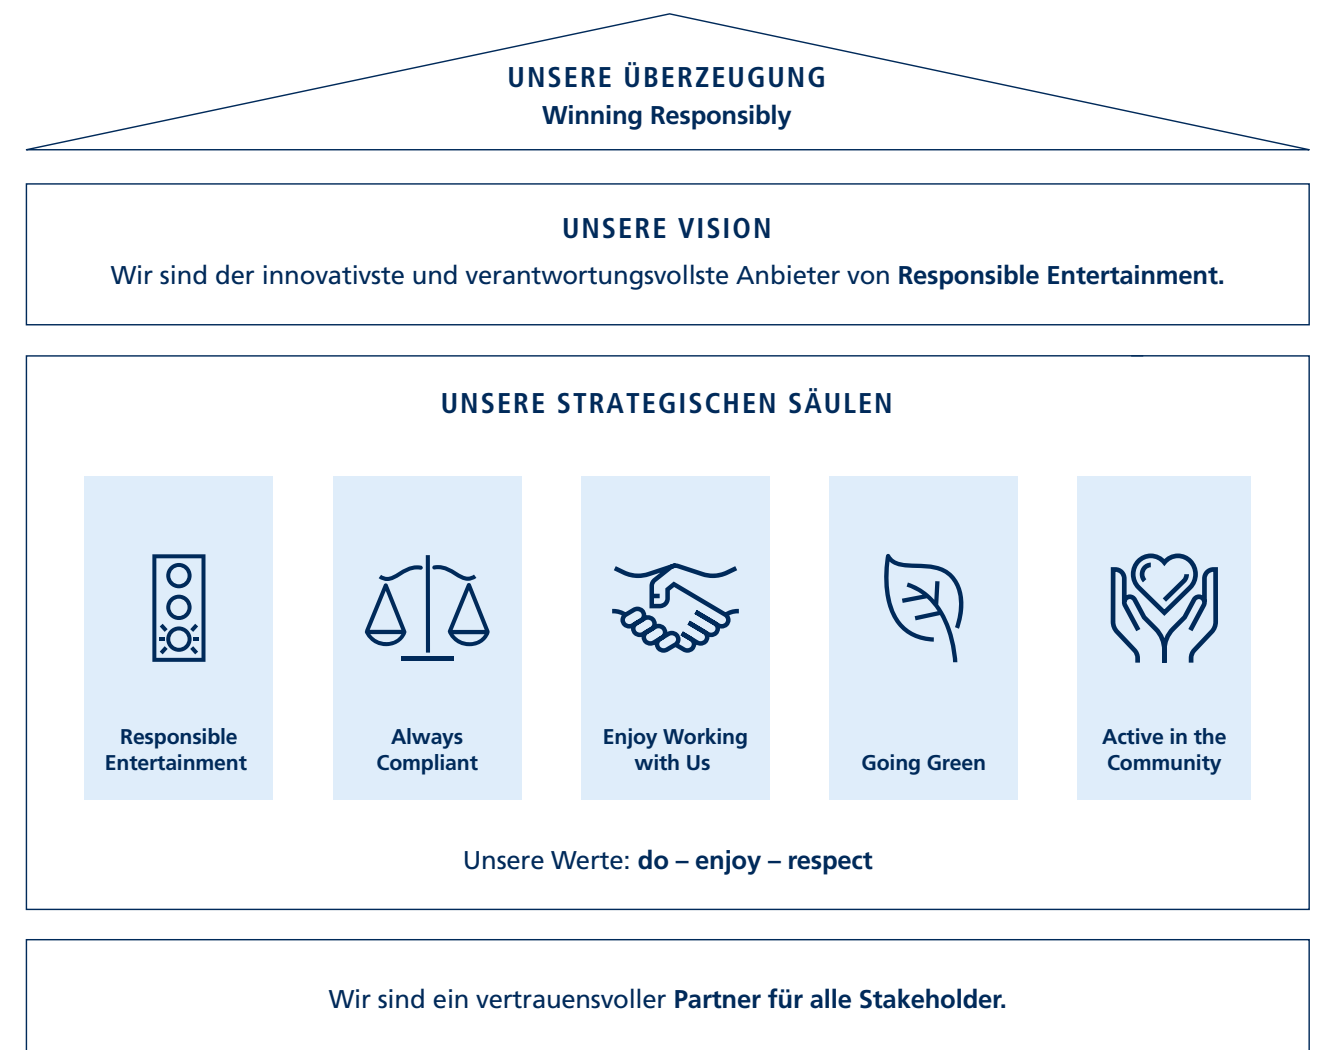 UNSERE ÜBERZEUGUNG
Winning Responsibly
UNSERE VISION
Wir sind der innovativste und verantwortungsvollste Anbieter von Responsible Entertainment.
UNSERE STRATEGISCHEN SÄULEN
Responsible
Entertainment
Always
Compliant
Enjoy Working
with Us
Going Green
Active in the
Community
Unsere Werte: do – enjoy – respect
Wir sind ein vertrauensvoller Partner für alle Stakeholder.